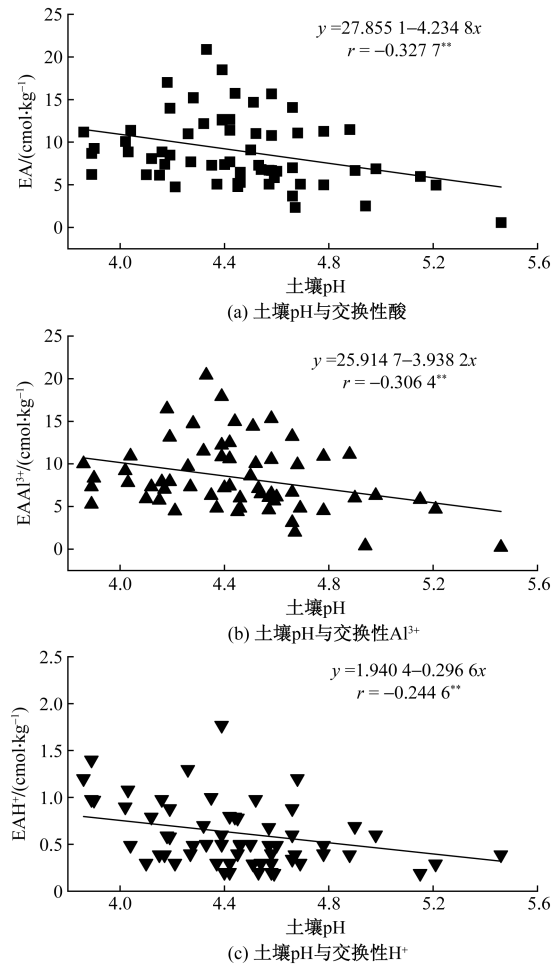 25
y=27.855 1–4.234 8x
r = –0.327 7**
20
15
10
5
0
EA/(cmol·kg⁻¹)
4.0 4.4 4.8 5.2 5.6
土壤pH
(a) 土壤pH与交换性酸
25
y=25.914 7–3.938 2x
r = –0.306 4**
20
15
10
5
0
EAAl³⁺/(cmol·kg⁻¹)
4.0 4.4 4.8 5.2 5.6
土壤pH
(b) 土壤pH与交换性Al³⁺
2.5
y=1.940 4–0.296 6x
r = –0.244 6**
2.0
1.5
1.0
0.5
0
EAH⁺/(cmol·kg⁻¹)
4.0 4.4 4.8 5.2 5.6
土壤pH
(c) 土壤pH与交换性H⁺